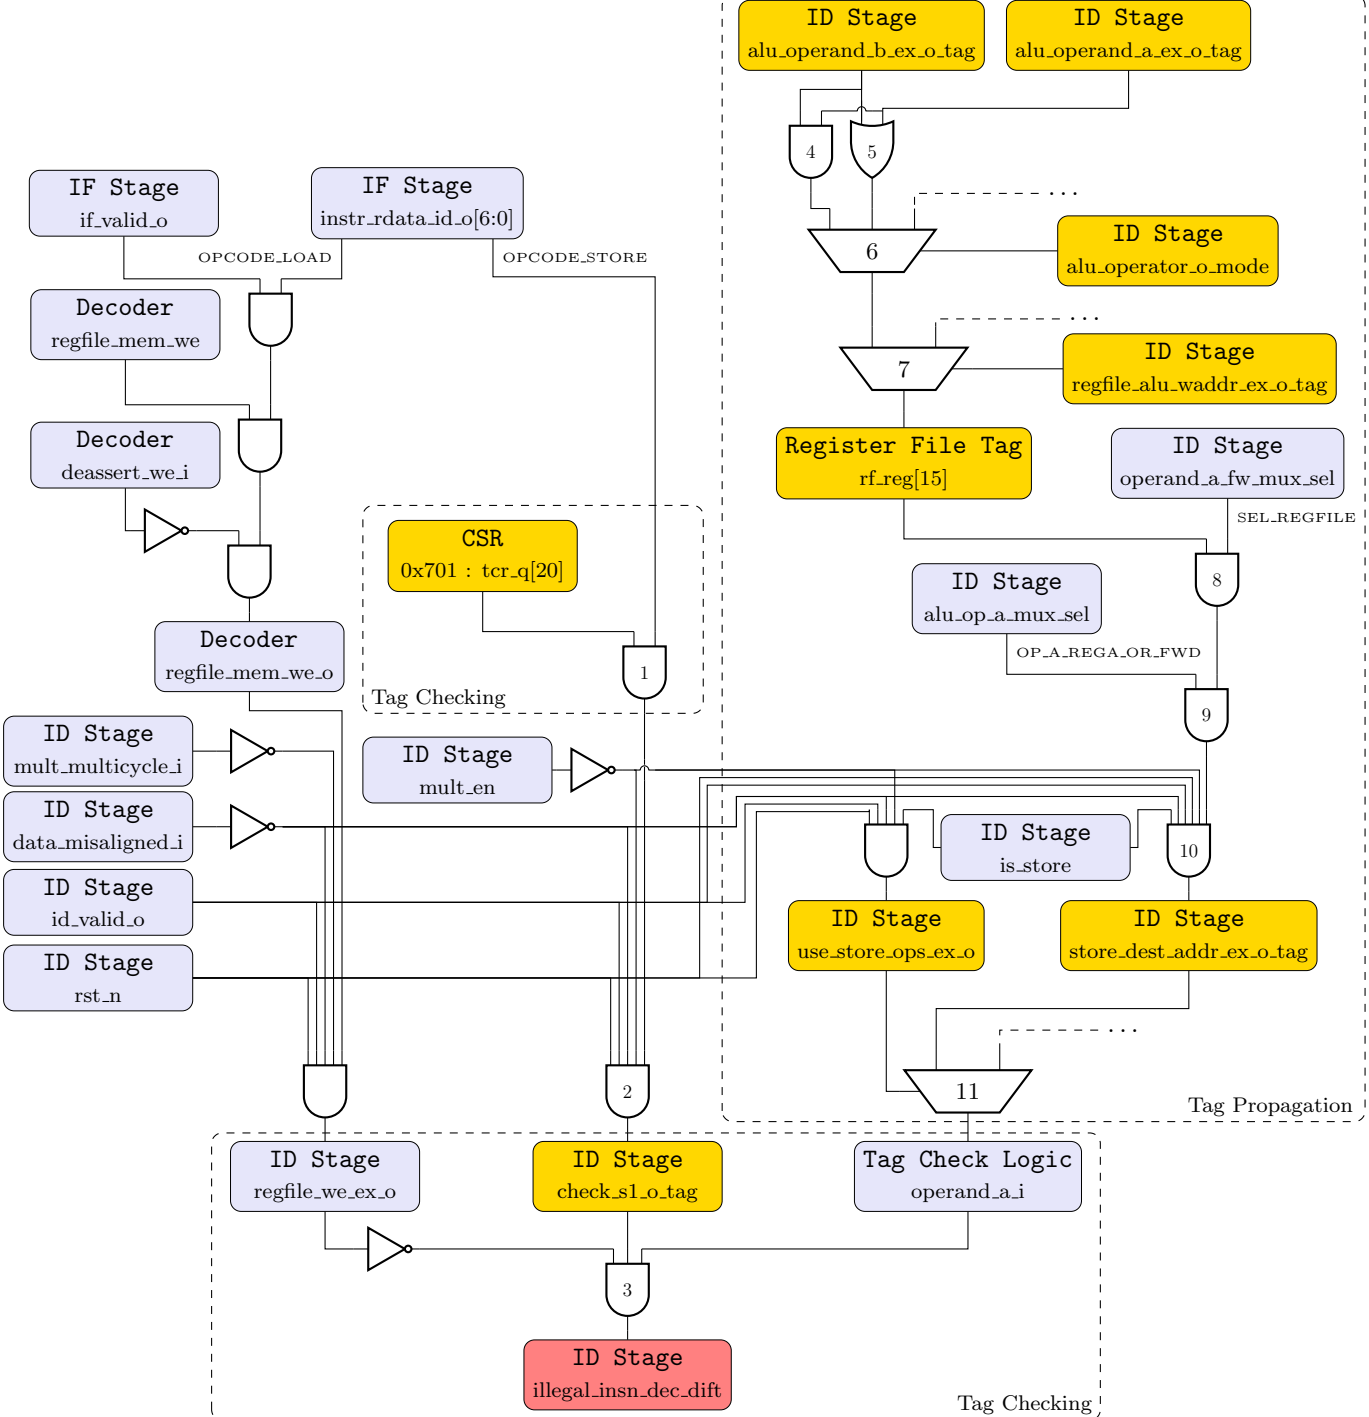 ID Stage
alu_operand_b_ex_o_tag
ID Stage
alu_operand_a_ex_o_tag
4
5
IF Stage
if_valid_o
IF Stage
instr_rdata_id_o[6:0]
...
6
ID Stage
alu_operator_o_mode
OPCODE_LOAD
OPCODE_STORE
Decoder
regfile_mem_we
...
7
ID Stage
regfile_alu_waddr_ex_o_tag
Decoder
deassert_we_i
Register File Tag
rf_reg[15]
ID Stage
operand_a_fw_mux_sel
SEL_REGFILE
CSR
0x701 : tcr_q[20]
8
ID Stage
alu_op_a_mux_sel
OP_A_REGA_OR_FWD
Decoder
regfile_mem_we_o
1
Tag Checking
9
ID Stage
mult_multicycle_i
ID Stage
mult_en
ID Stage
data_misaligned_i
ID Stage
is_store
10
ID Stage
id_valid_o
ID Stage
use_store_ops_ex_o
ID Stage
store_dest_addr_ex_o_tag
ID Stage
rst_n
...
2
11
Tag Propagation
ID Stage
regfile_we_ex_o
ID Stage
check_s1_o_tag
Tag Check Logic
operand_a_i
3
ID Stage
illegal_insn_dec_dift
Tag Checking